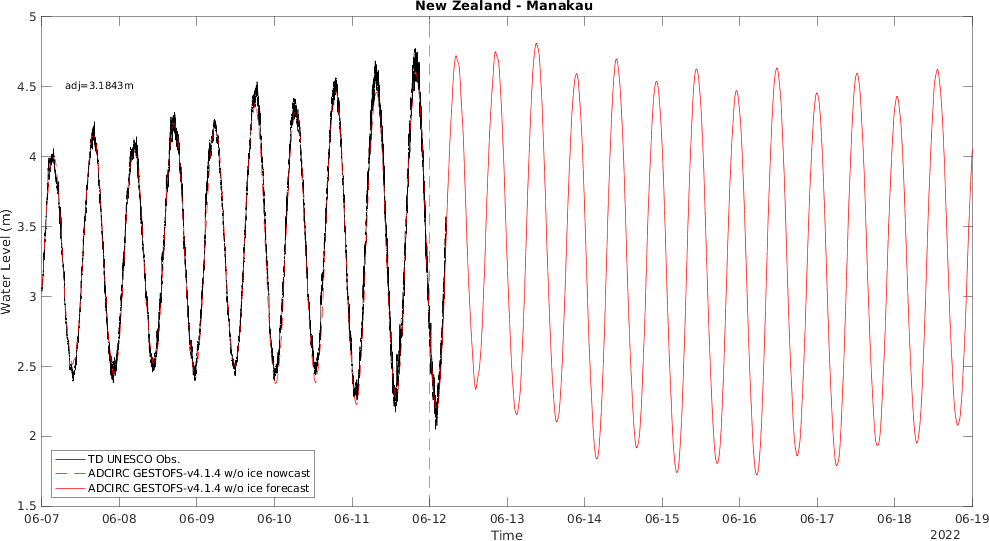 New Zealand - Manakau
5
4.5
4
3.5
3
2.5
2
1.5
Water Level (m)
adj=3.1843m
TD UNESCO Obs.
ADCIRC GESTOFS-v4.1.4 w/o ice nowcast
ADCIRC GESTOFS-v4.1.4 w/o ice forecast
06-07 06-08 06-09 06-10 06-11 06-12 06-13 06-14 06-15 06-16 06-17 06-18 06-19
Time
2022